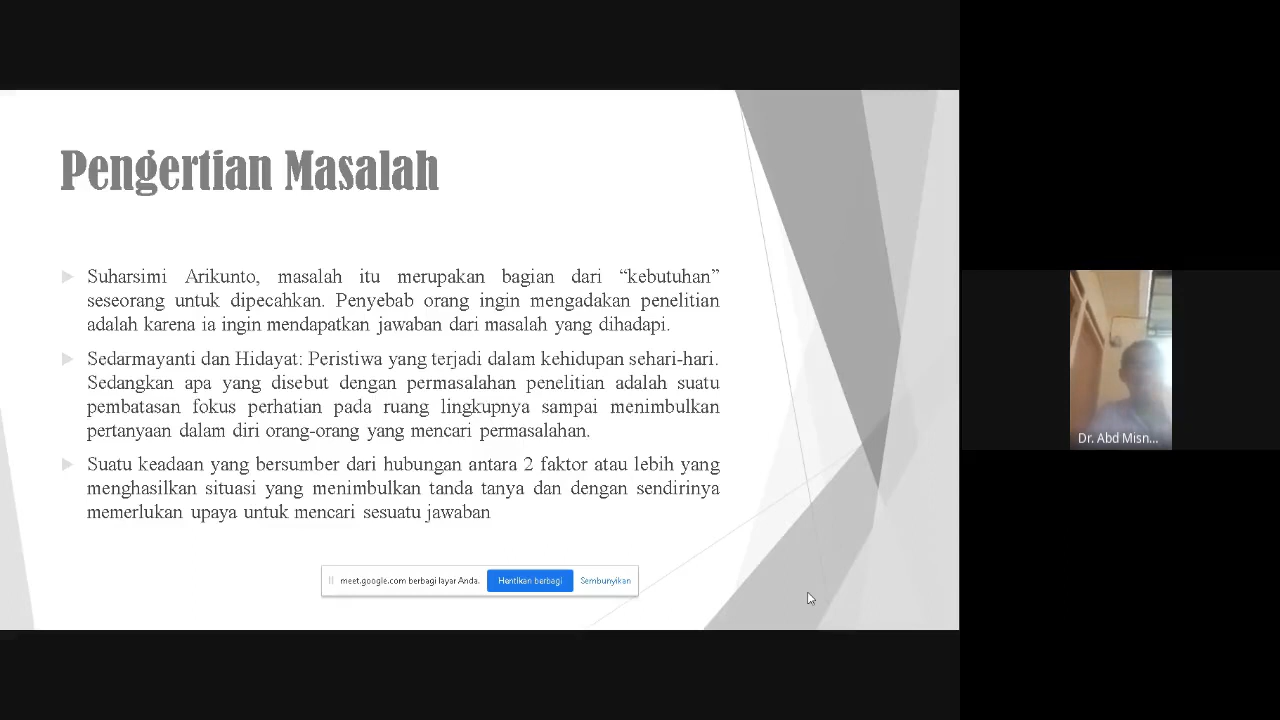 Pengertian Masalah
Suharsimi Arikunto, masalah itu merupakan bagian dari “kebutuhan”
seseorang untuk dipecahkan. Penyebab orang ingin mengadakan penelitian
adalah karena ia ingin mendapatkan jawaban dari masalah yang dihadapi.
Sedarmayanti dan Hidayat: Peristiwa yang terjadi dalam kehidupan sehari-hari.
Sedangkan apa yang disebut dengan permasalahan penelitian adalah suatu
pembatasan fokus perhatian pada ruang lingkupnya sampai menimbulkan
pertanyaan dalam diri orang-orang yang mencari permasalahan.
Suatu keadaan yang bersumber dari hubungan antara 2 faktor atau lebih yang
menghasilkan situasi yang menimbulkan tanda tanya dan dengan sendirinya
memerlukan upaya untuk mencari sesuatu jawaban
meet.google.com berbagi layar Anda. Hentikan berbagi Sembunyikan
Dr. Abd Misn...